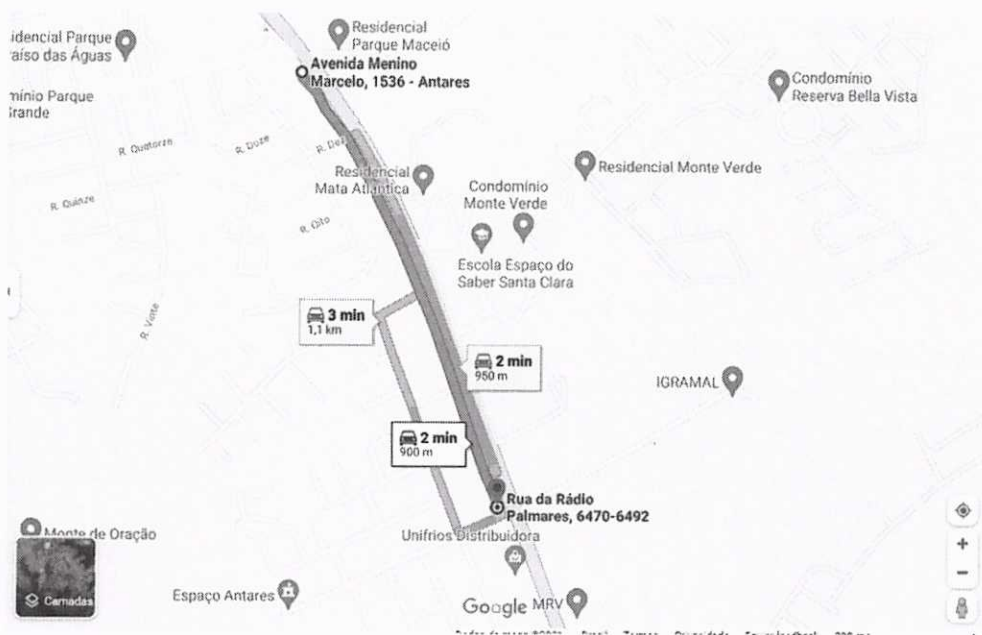 Residencial
Parque Maceió
idencial Parque
raíso das Águas
Avenida Menino
Marcelo, 1536 - Antares
Condomínio
Reserva Bella Vista
mínio Parque
Grande
R. Quatorze
R. Doze
R. Dez
Residencial
Mata Atlântica
Residencial Monte Verde
Condomínio
Monte Verde
R. Quinze
R. Oito
Escola Espaço do
Saber Santa Clara
3 min
1,1 km
R. Vinte
2 min
950 m
IGRAMAL
2 min
900 m
Rua da Rádio
Palmares, 6470-6492
Unifrios Distribuidora
Monte de Oração
Camadas
Espaço Antares
Google
MRV